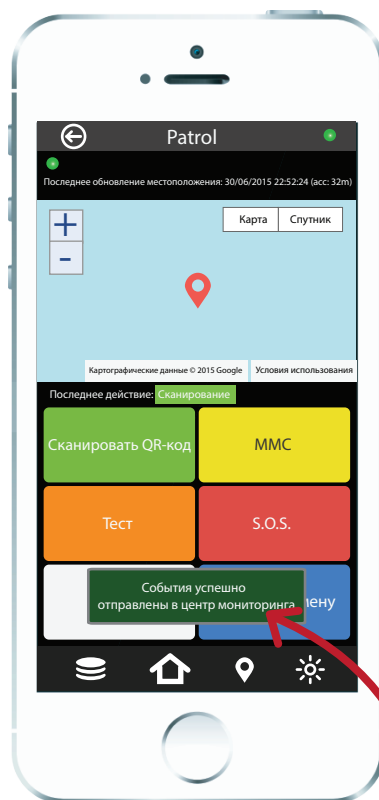 Patrol
Последнее обновление местоположения: 30/06/2015 22:52:24 (acc: 32m)
+
Карта Спутник
-
Картографические данные © 2015 Google Условия использования
Последнее действие: Сканирование
Сканировать QR-код
ММС
Тест
S.O.S.
События успешно
отправлены в центр мониторинга
ену